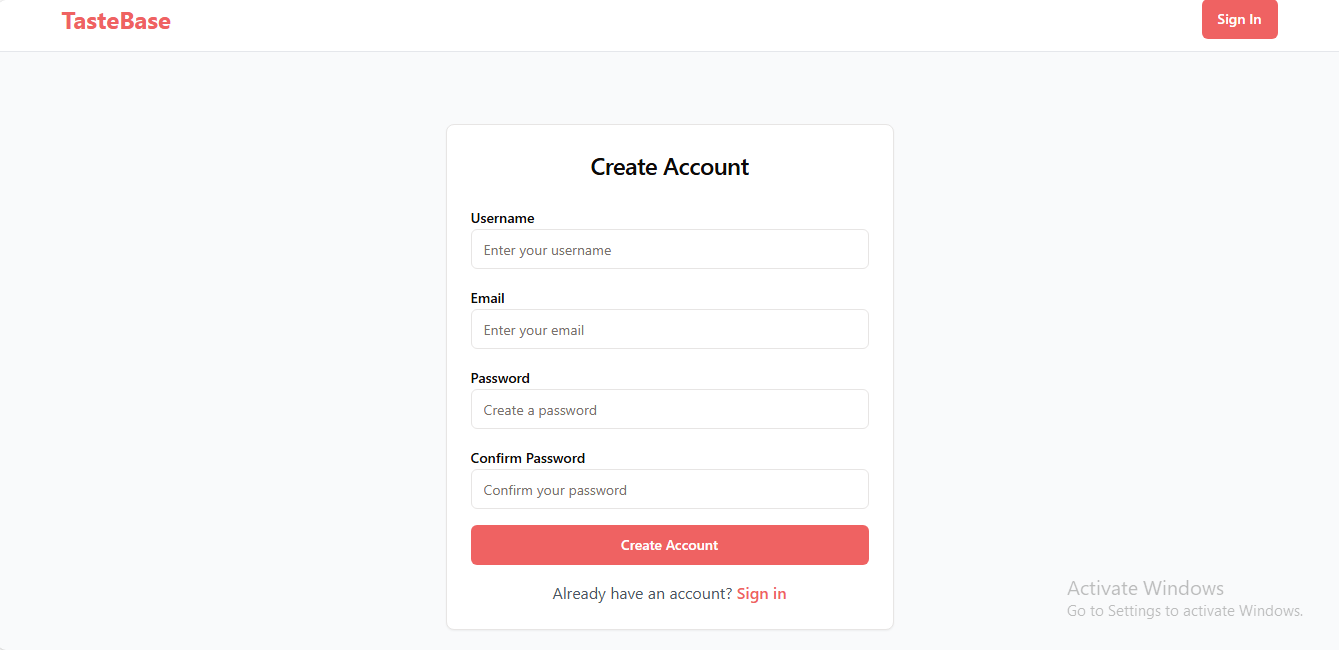 TasteBase
Sign In
Create Account
Username
Enter your username
Email
Enter your email
Password
Create a password
Confirm Password
Confirm your password
Create Account
Already have an account? Sign in
Activate Windows
Go to Settings to activate Windows.